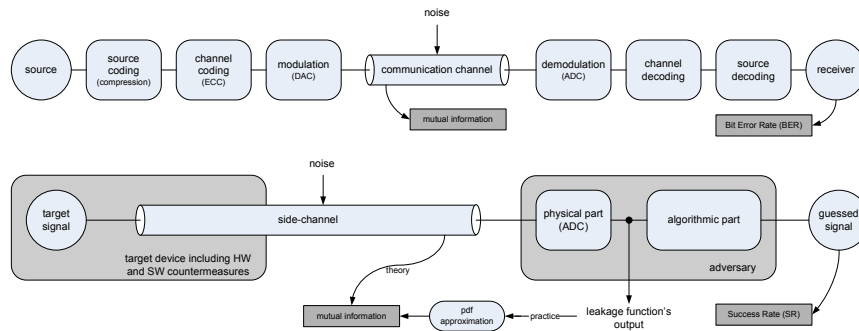 noise
source
source
coding
(compression)
channel
coding
(ECC)
modulation
(DAC)
communication channel
demodulation
(ADC)
channel
decoding
source
decoding
receiver
mutual information
Bit Error Rate (BER)
noise
target
signal
side-channel
physical part
(ADC)
algorithmic part
guessed
signal
target device including HW
and SW countermeasures
adversary
theory
mutual information
pdf
approximation
practice
leakage function's
output
Success Rate (SR)